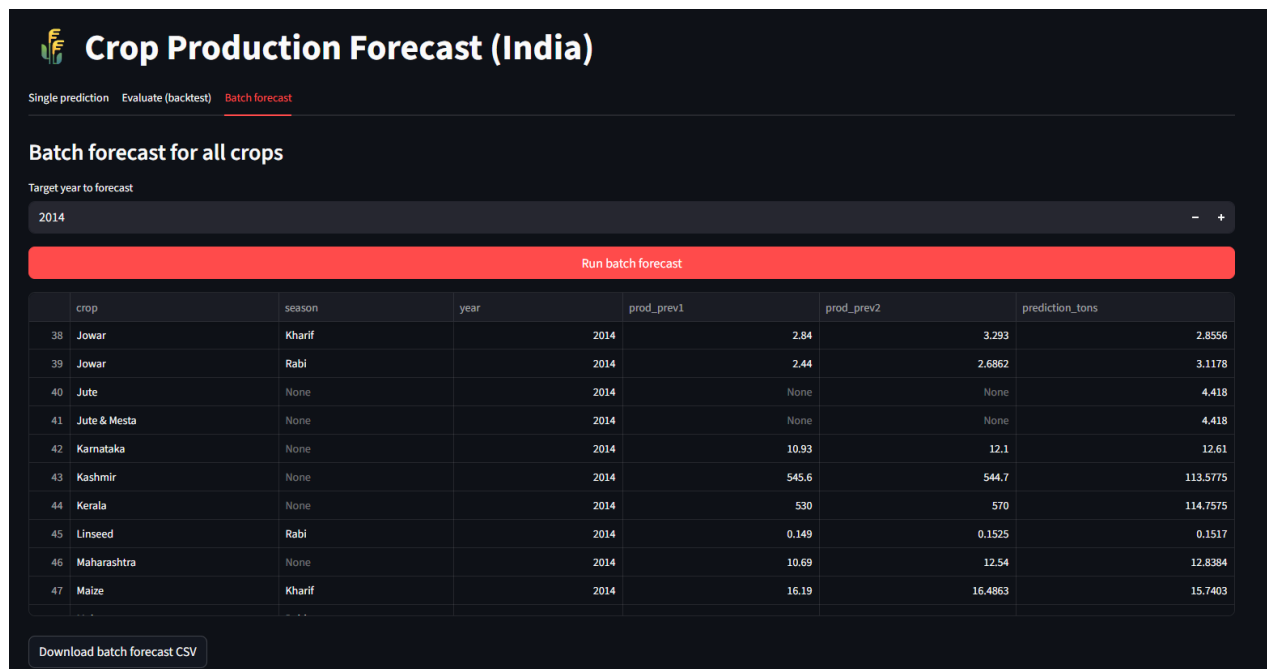 Crop Production Forecast (India)
Single prediction Evaluate (backtest) Batch forecast
Batch forecast for all crops
Target year to forecast
2014 − +
Run batch forecast
crop season year prod_prev1 prod_prev2 prediction_tons
38 Jowar Kharif 2014 2.84 3.293 2.8556
39 Jowar Rabi 2014 2.44 2.6862 3.1178
40 Jute None 2014 None None 4.418
41 Jute & Mesta None 2014 None None 4.418
42 Karnataka None 2014 10.93 12.1 12.61
43 Kashmir None 2014 545.6 544.7 113.5775
44 Kerala None 2014 530 570 114.7575
45 Linseed Rabi 2014 0.149 0.1525 0.1517
46 Maharashtra None 2014 10.69 12.54 12.8384
47 Maize Kharif 2014 16.19 16.4863 15.7403
Download batch forecast CSV